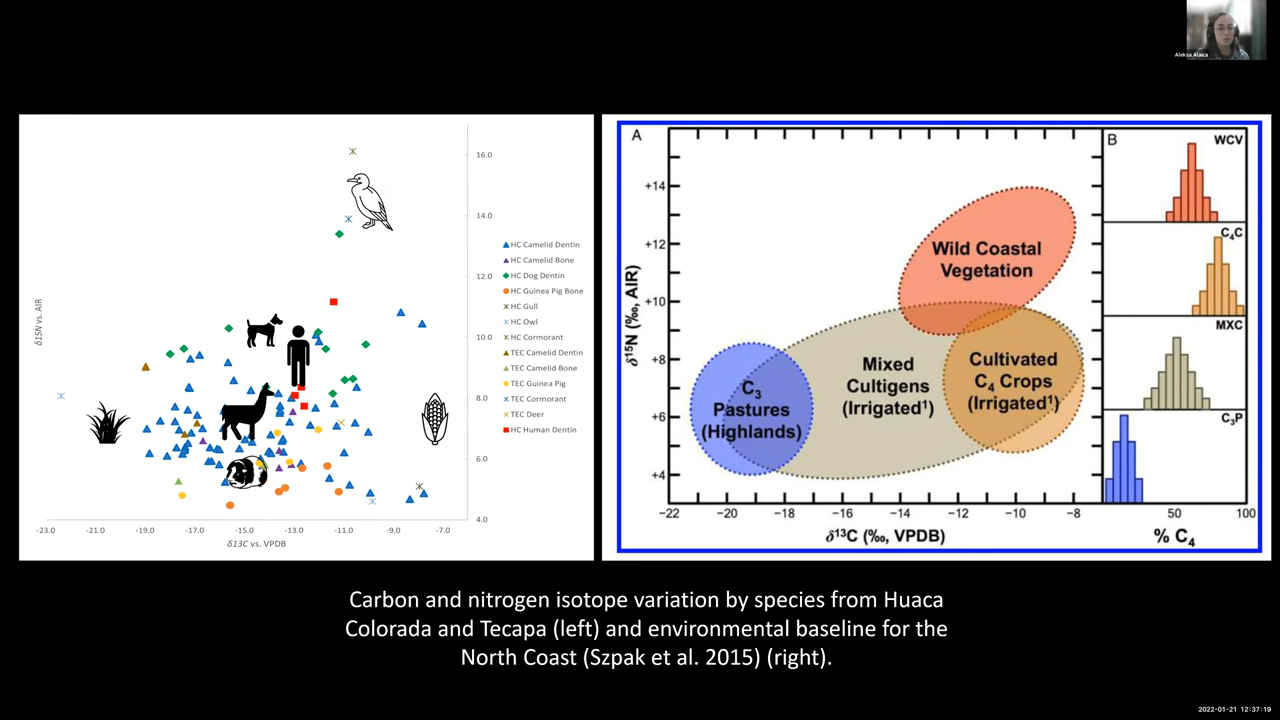 Aleksa Alaica
16.0
14.0
12.0
10.0
8.0
6.0
4.0
δ15N vs. AIR
-23.0 -21.0 -19.0 -17.0 -15.0 -13.0 -11.0 -9.0 -7.0
δ13C vs. VPDB
HC Camelid Dentin
HC Camelid Bone
HC Dog Dentin
HC Guinea Pig Bone
HC Gull
HC Owl
HC Cormorant
TEC Camelid Dentin
TEC Camelid Bone
TEC Guinea Pig
TEC Cormorant
TEC Deer
HC Human Dentin
A
+14
+12
+10
+8
+6
+4
δ¹⁵N (‰, AIR)
Wild Coastal
Vegetation
Mixed
Cultigens
(Irrigated¹)
Cultivated
C₄ Crops
(Irrigated¹)
C₃
Pastures
(Highlands)
−22 −20 −18 −16 −14 −12 −10 −8
δ¹³C (‰, VPDB)
B
WCV
C₄C
MXC
C₃P
50 100
% C₄
Carbon and nitrogen isotope variation by species from Huaca
Colorada and Tecapa (left) and environmental baseline for the
North Coast (Szpak et al. 2015) (right).
2022-01-21 12:37:19